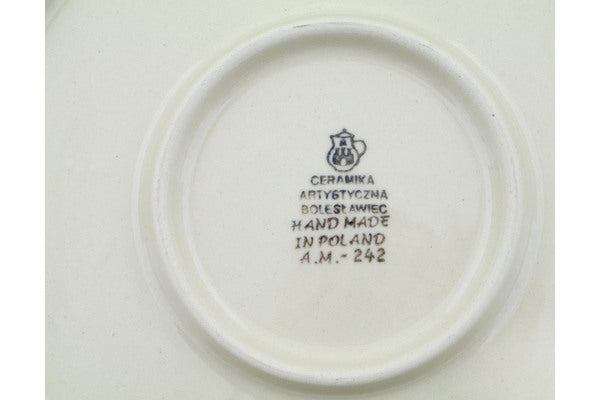 CERAMIKA
ARTYSTYCZNA
BOLESŁAWIEC
HAND MADE
IN POLAND
A.M.-242